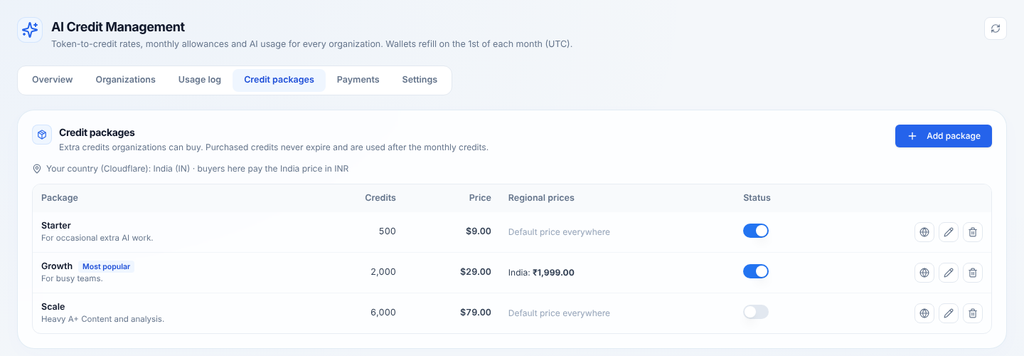 AI Credit Management
Token-to-credit rates, monthly allowances and AI usage for every organization. Wallets refill on the 1st of each month (UTC).
Overview Organizations Usage log Credit packages Payments Settings
Credit packages
Extra credits organizations can buy. Purchased credits never expire and are used after the monthly credits.
Add package
Your country (Cloudflare): India (IN) · buyers here pay the India price in INR
Package Credits Price Regional prices Status
Starter
For occasional extra AI work.
500 $9.00 Default price everywhere
Growth Most popular
For busy teams.
2,000 $29.00 India: ₹1,999.00
Scale
Heavy A+ Content and analysis.
6,000 $79.00 Default price everywhere